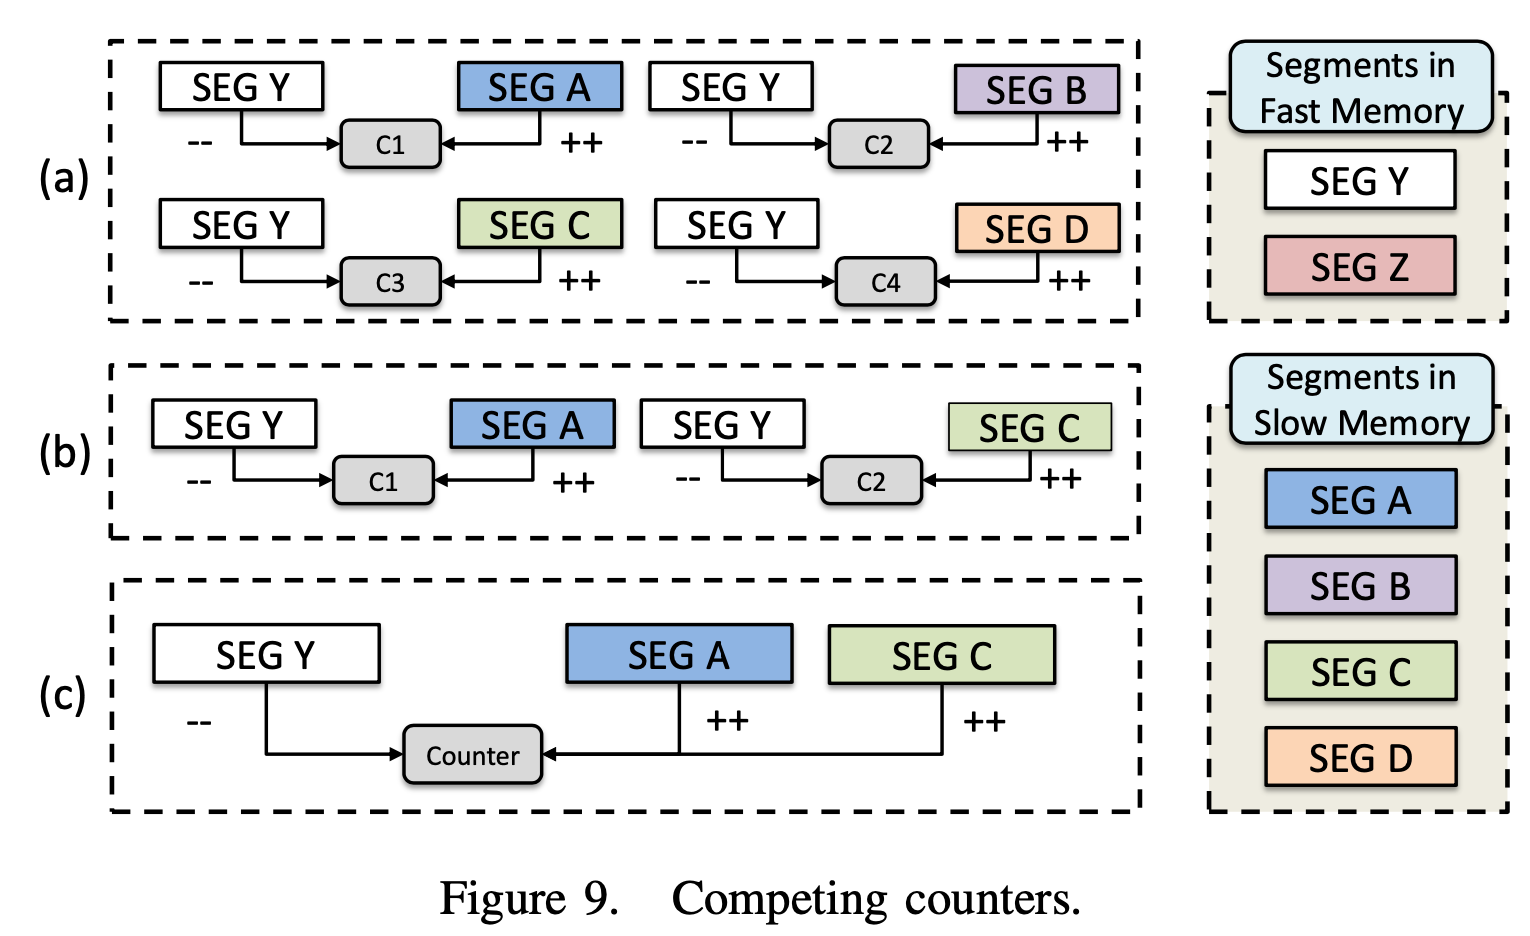 (a)
SEG Y
SEG A
SEG Y
SEG B
--
C1
++
--
C2
++
SEG Y
SEG C
SEG Y
SEG D
--
C3
++
--
C4
++
(b)
SEG Y
SEG A
SEG Y
SEG C
--
C1
++
--
C2
++
(c)
SEG Y
SEG A
SEG C
--
++
++
Counter
Segments in
Fast Memory
SEG Y
SEG Z
Segments in
Slow Memory
SEG A
SEG B
SEG C
SEG D
Figure 9. Competing counters.